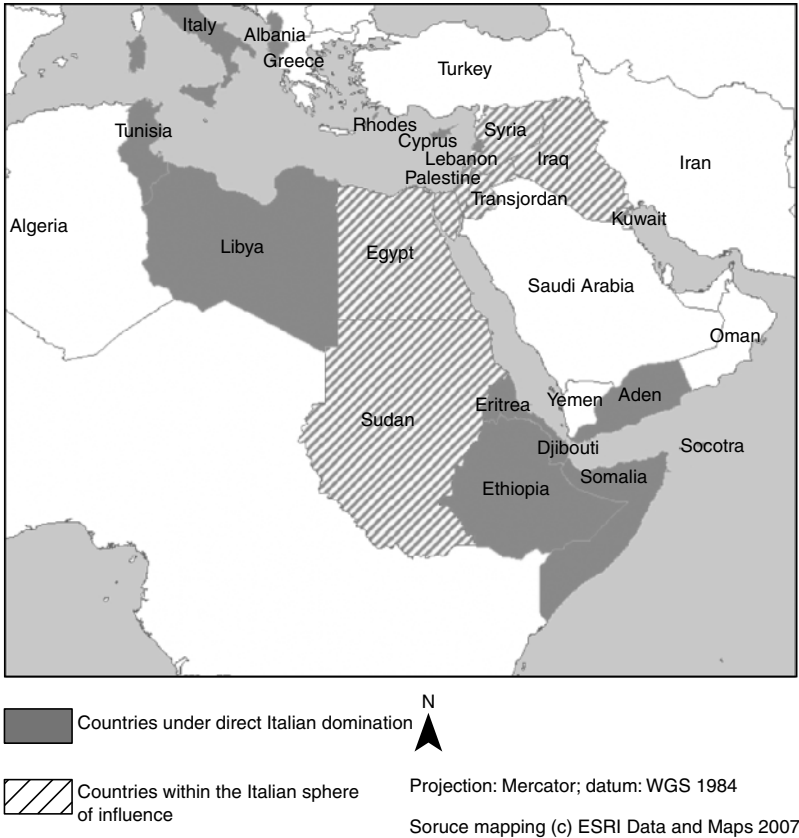 Italy
Albania
Greece
Turkey
Tunisia
Rhodes
Cyprus
Syria
Lebanon
Iraq
Iran
Palestine
Transjordan
Kuwait
Algeria
Libya
Egypt
Saudi Arabia
Oman
Sudan
Eritrea
Yemen
Aden
Djibouti
Socotra
Ethiopia
Somalia
N
Countries under direct Italian domination
Countries within the Italian sphere
of influence
Projection: Mercator; datum: WGS 1984
Soruce mapping (c) ESRI Data and Maps 2007